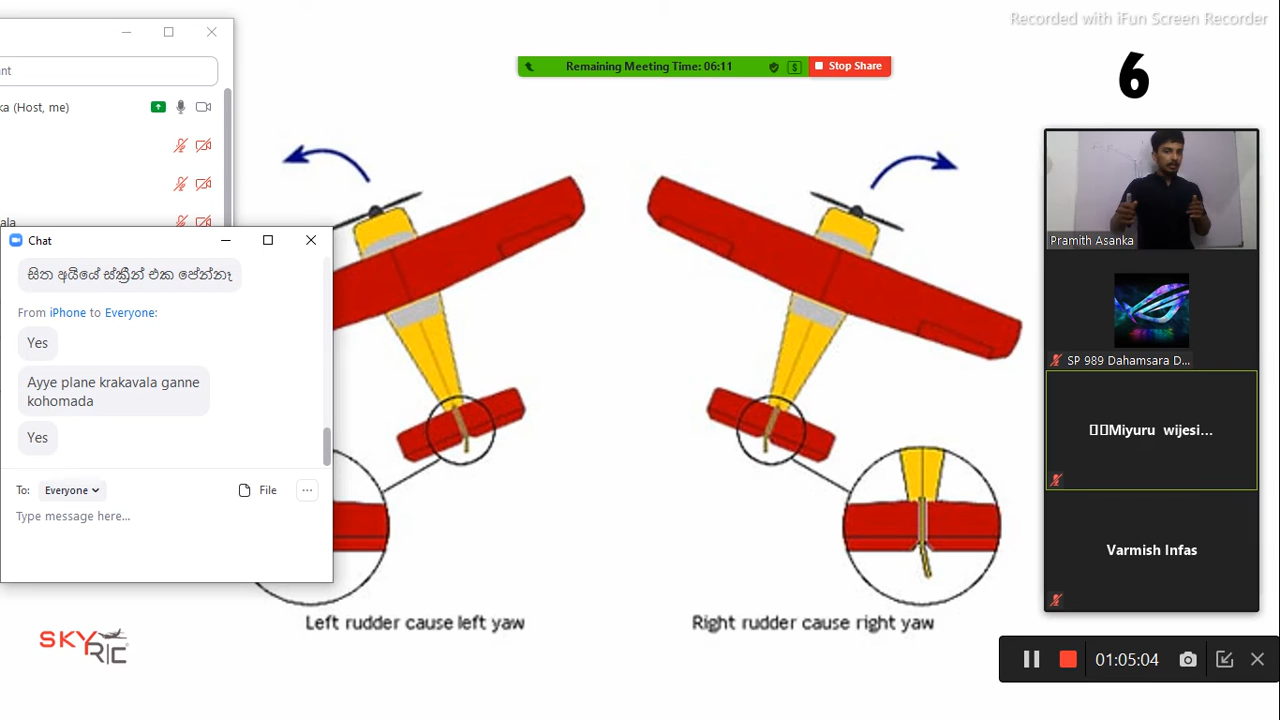 Recorded with iFun Screen Recorder
Remaining Meeting Time: 06:11
Stop Share
6
nt
ka (Host, me)
ala
Chat
සිත අයියේ ස්ක්‍රීන් එක පේන්නෑ
From iPhone to Everyone:
Yes
Ayye plane krakavala ganne
kohomada
Yes
To: Everyone
File
Type message here...
Pramith Asanka
SP 989 Dahamsara D...
Miyuru wijesi...
Varmish Infas
Left rudder cause left yaw
Right rudder cause right yaw
SKY
R/C
01:05:04